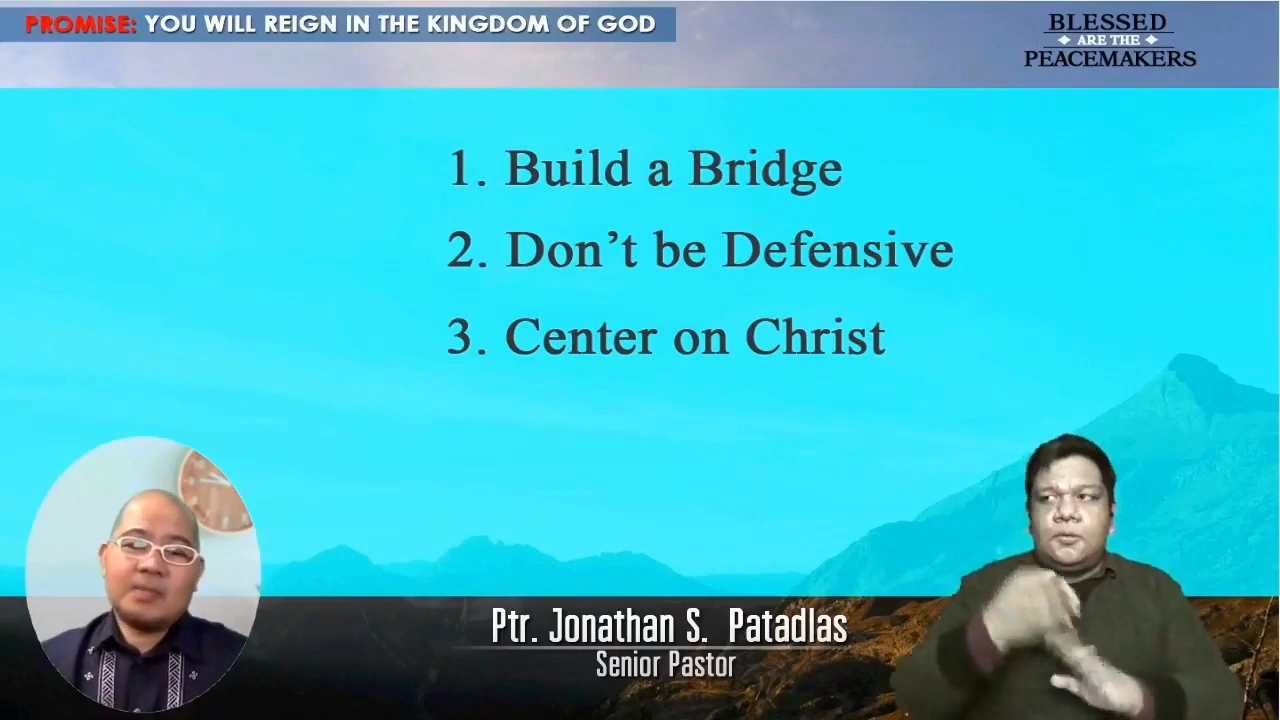 PROMISE: YOU WILL REIGN IN THE KINGDOM OF GOD
BLESSED
ARE THE
PEACEMAKERS
1. Build a Bridge
2. Don’t be Defensive
3. Center on Christ
Ptr. Jonathan S. Patadlas
Senior Pastor